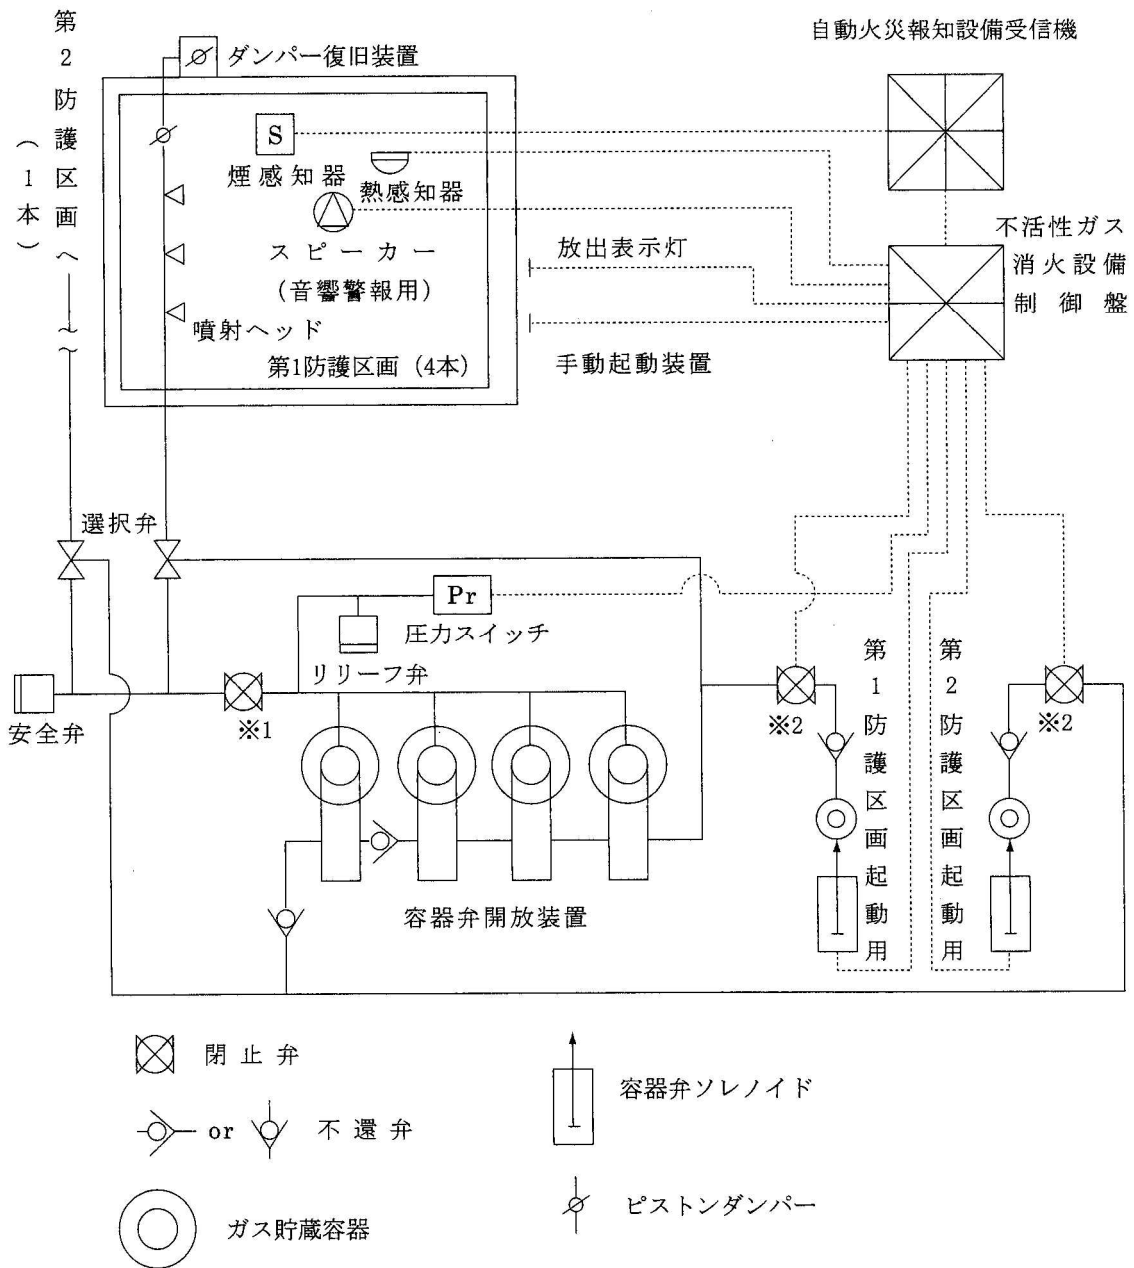 第2防護区画へ
（1本）
ダンパー復旧装置
自動火災報知設備受信機
S
煙感知器
熱感知器
スピーカー
（音響警報用）
噴射ヘッド
第1防護区画（4本）
放出表示灯
手動起動装置
不活性ガス
消火設備
制御盤
選択弁
Pr
圧力スイッチ
リリーフ弁
安全弁
※1
※2
第1防護区画起動用
第2防護区画起動用
※2
容器弁開放装置
閉止弁
容器弁ソレノイド
or
不還弁
ピストンダンパー
ガス貯蔵容器